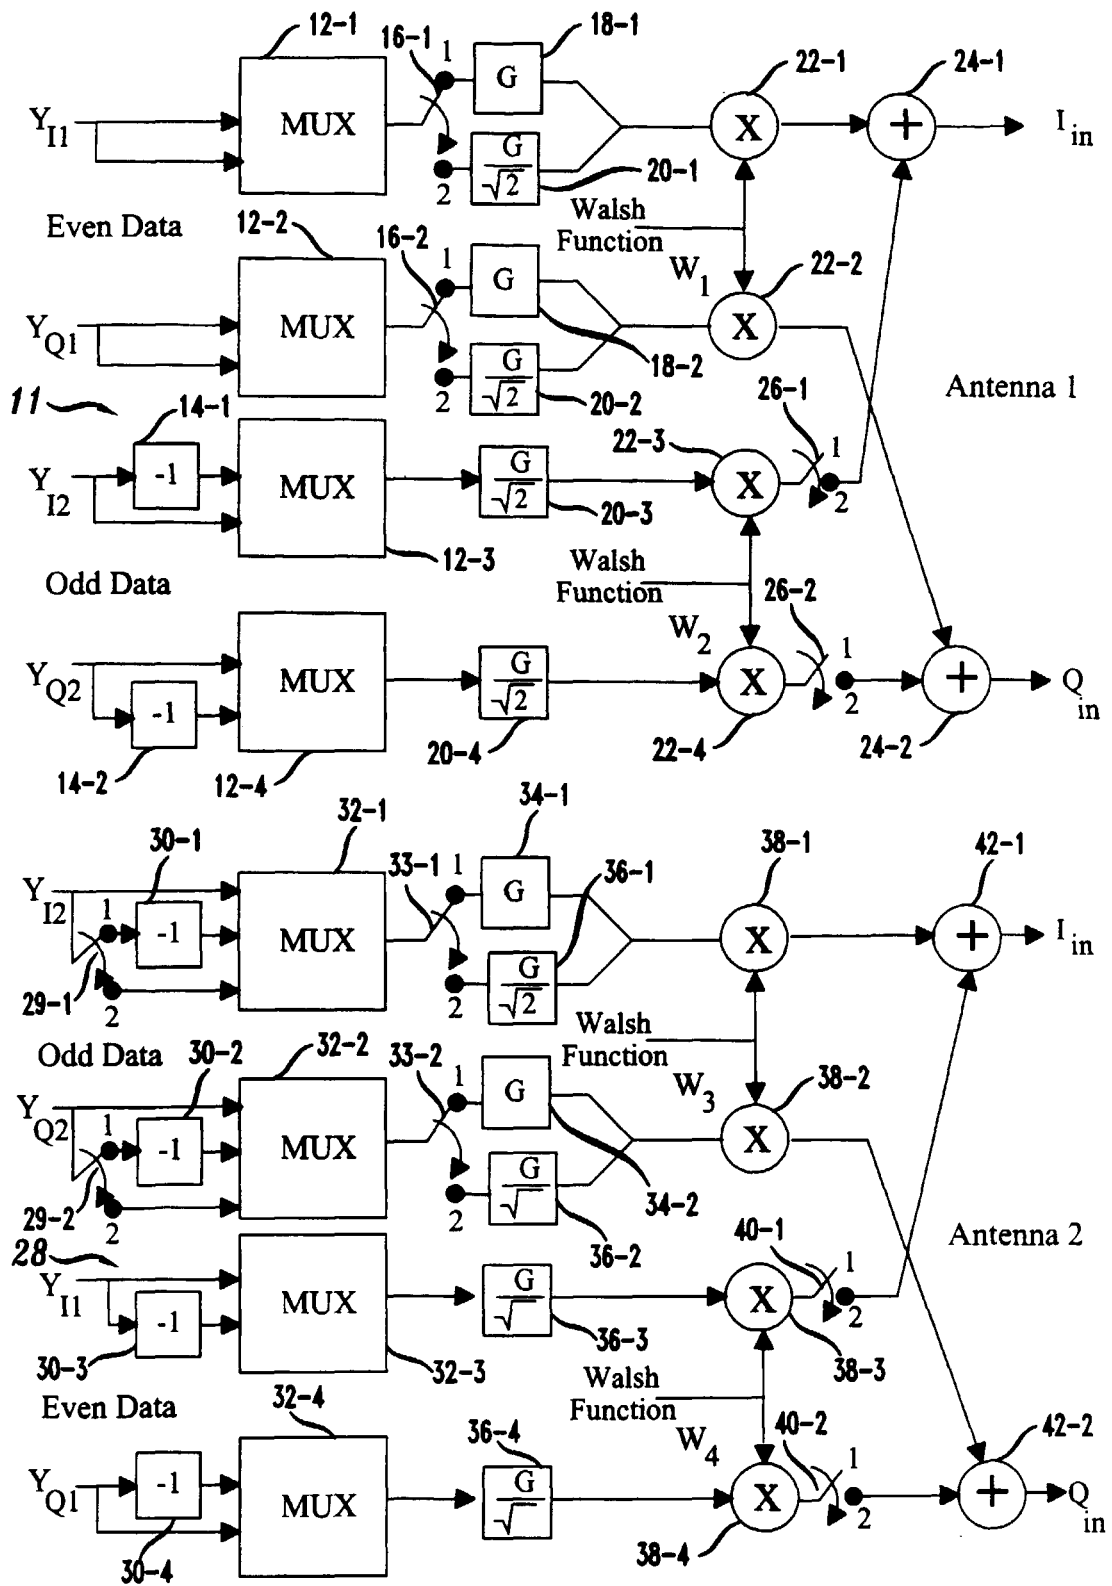 12-1
16-1
1
18-1
G
22-1
24-1
Y I1
MUX
X
+
I in
G
√2
2
20-1
Even Data
12-2
16-2
1
Walsh
Function
W1
22-2
G
Y Q1
MUX
X
18-2
G
√2
2
20-2
Antenna 1
11
14-1
22-3
26-1
1
Y I2
-1
MUX
G
√2
X
2
20-3
12-3
Odd Data
Walsh
Function
26-2
W2
1
Y Q2
-1
MUX
G
√2
X
2
+
Q in
14-2
12-4
20-4
22-4
24-2
30-1
32-1
33-1
1
34-1
36-1
38-1
42-1
Y I2
1
-1
G
MUX
X
+
I in
29-1
2
2
G
√2
Odd Data
30-2
32-2
33-2
Walsh
Function
W3
38-2
1
Y Q2
1
-1
G
MUX
X
29-2
2
2
G
√
34-2
36-2
Antenna 2
28
40-1
1
Y I1
-1
MUX
G
√
X
2
30-3
32-3
36-3
38-3
Even Data
32-4
36-4
Walsh
Function
W4
40-2
1
42-2
Y Q1
-1
MUX
G
√
X
2
+
Q in
30-4
38-4